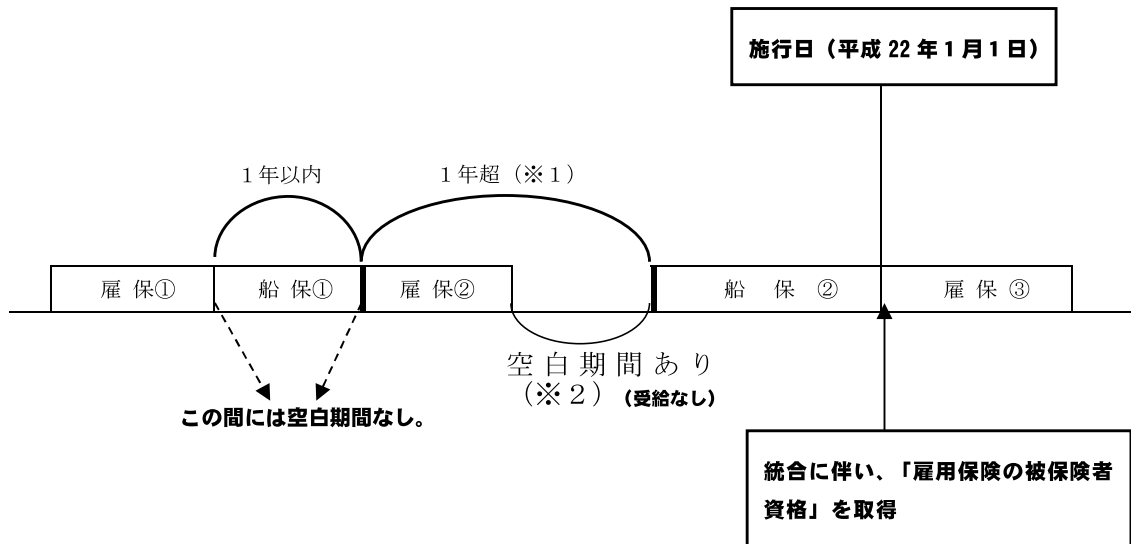 施行日（平成 22 年１月１日）
１年以内
１年超（※１）
雇 保①
船 保①
雇 保②
船 保 ②
雇 保 ③
空白期間あり
（※２）（受給なし）
この間には空白期間なし。
統合に伴い、「雇用保険の被保険者
資格」を取得